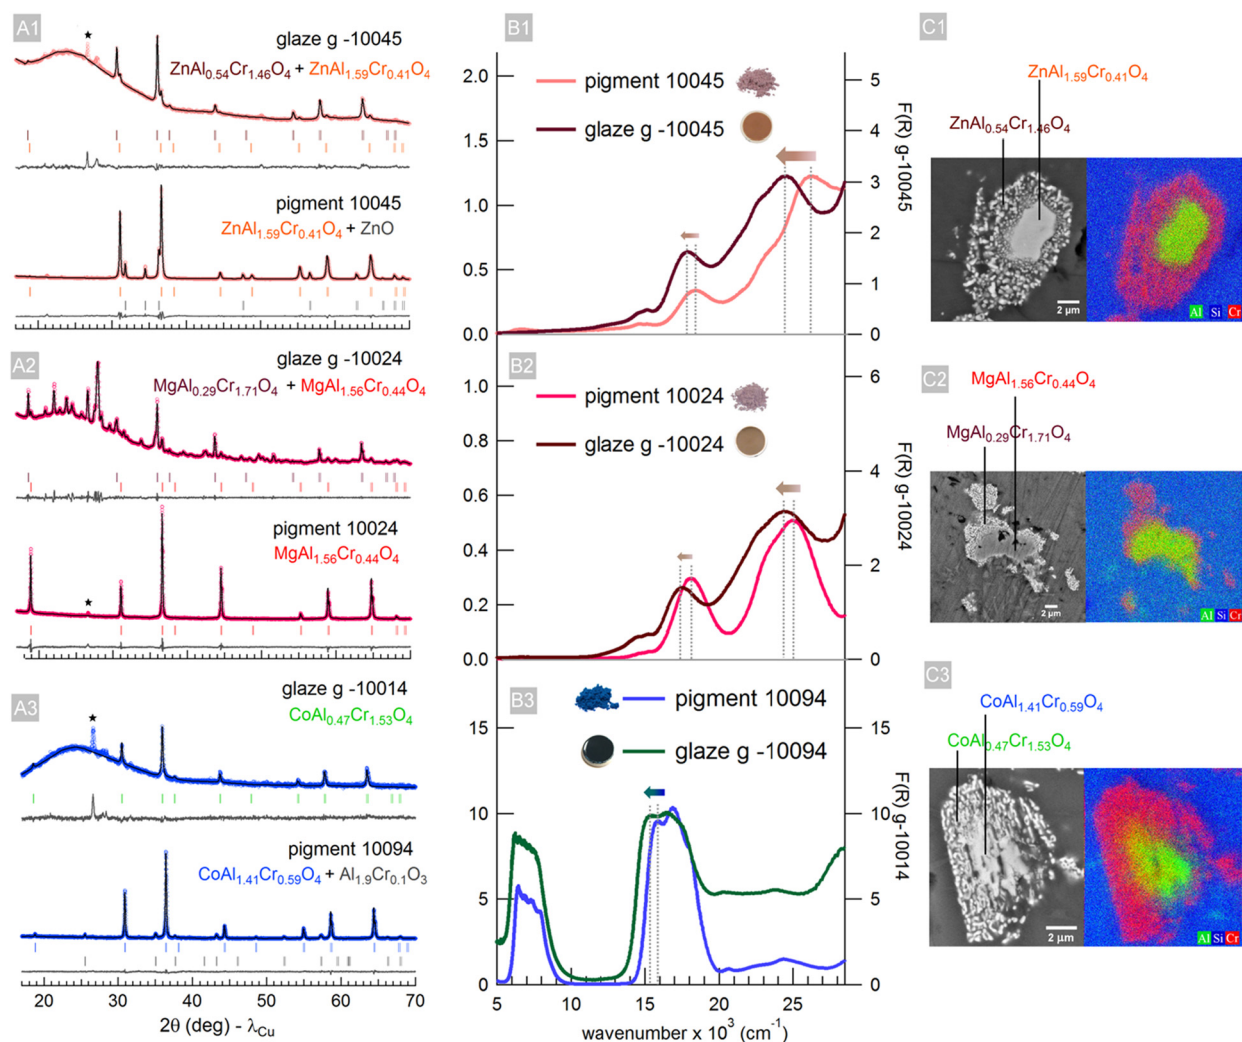 A1
★
glaze g -10045
ZnAl0.54Cr1.46O4 + ZnAl1.59Cr0.41O4
pigment 10045
ZnAl1.59Cr0.41O4 + ZnO
A2
glaze g -10024
MgAl0.29Cr1.71O4 + MgAl1.56Cr0.44O4
pigment 10024
MgAl1.56Cr0.44O4
★
A3
glaze g -10014
CoAl0.47Cr1.53O4
★
pigment 10094
CoAl1.41Cr0.59O4 + Al1.9Cr0.1O3
20 30 40 50 60 70
2θ (deg) - λCu
B1
pigment 10045
glaze g -10045
2.0
1.5
1.0
0.5
0.0
5
4
3
2
1
0
F(R) g-10045
B2
pigment 10024
glaze g -10024
1.0
0.8
0.6
0.4
0.2
0.0
6
4
2
0
F(R) g-10024
B3
pigment 10094
glaze g -10094
15
10
5
0
15
10
5
0
F(R) g-10014
5 10 15 20 25
wavenumber x 10³ (cm⁻¹)
C1
ZnAl1.59Cr0.41O4
ZnAl0.54Cr1.46O4
2 µm
Al Si Cr
C2
MgAl1.56Cr0.44O4
MgAl0.29Cr1.71O4
2 µm
Al Si Cr
C3
CoAl1.41Cr0.59O4
CoAl0.47Cr1.53O4
2 µm
Al Si Cr